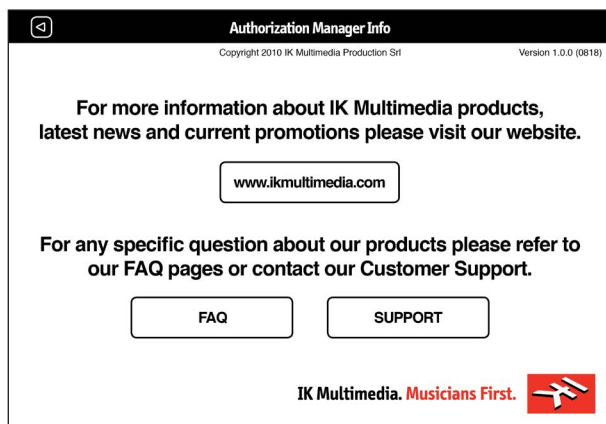 Authorization Manager Info
Copyright 2010 IK Multimedia Production Srl
Version 1.0.0 (0818)
For more information about IK Multimedia products,
latest news and current promotions please visit our website.
www.ikmultimedia.com
For any specific question about our products please refer to
our FAQ pages or contact our Customer Support.
FAQ
SUPPORT
IK Multimedia. Musicians First.